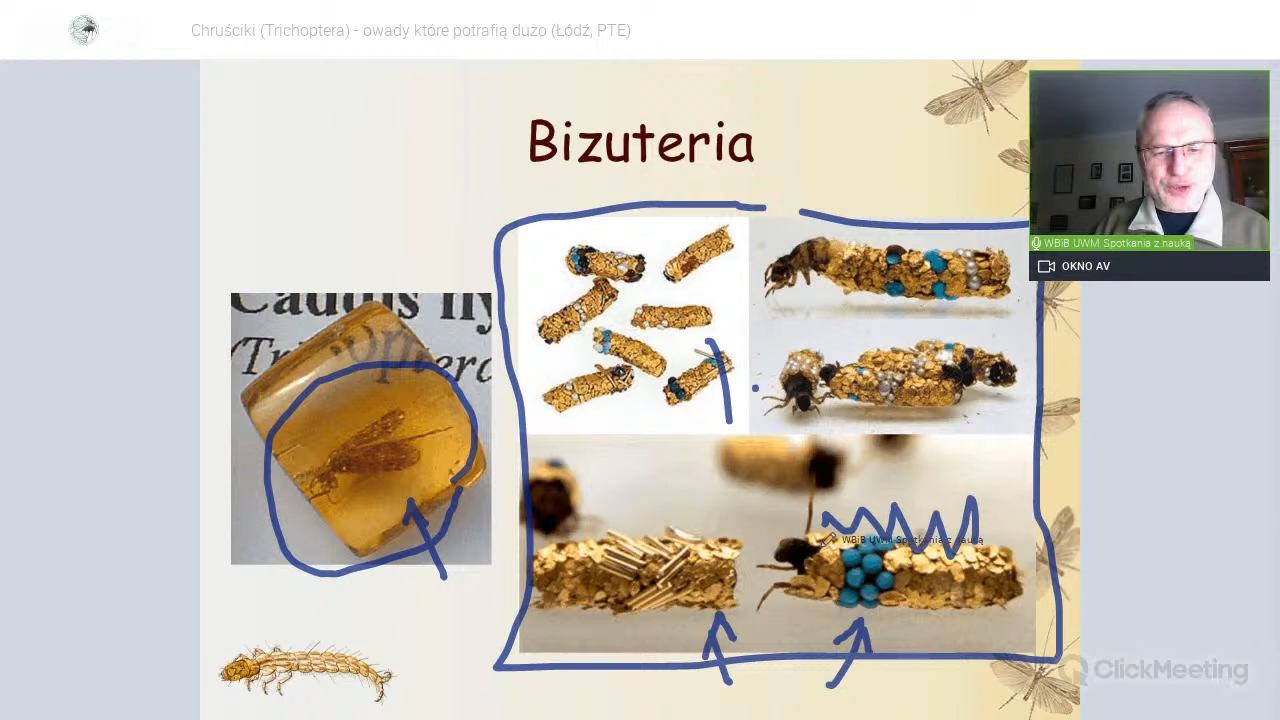 Chruściki (Trichoptera) - owady które potrafią dużo (Łódź, PTE)
Bizuteria
WBiB UWM Spotkania z nauką
OKNO AV
Caddis
WBiB UWM Spotkania z nauką
ClickMeeting